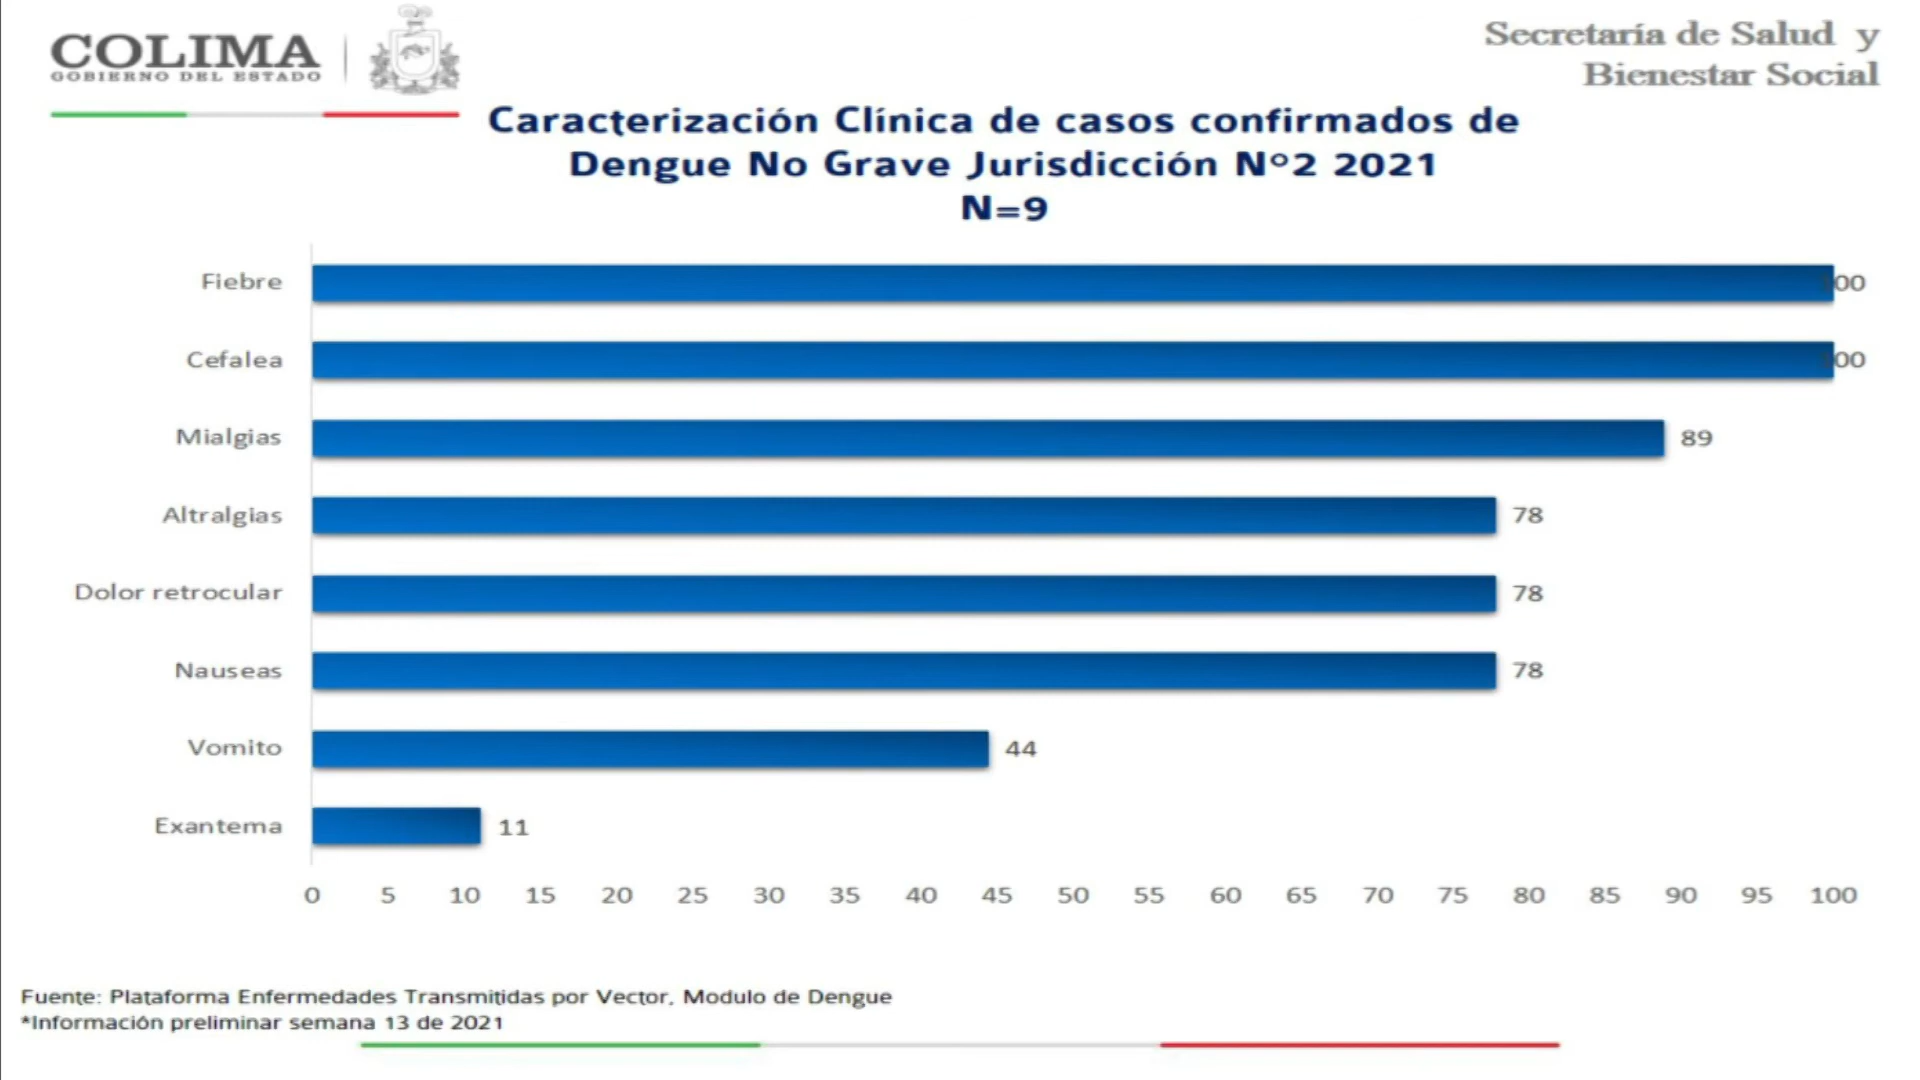 COLIMA
GOBIERNO DEL ESTADO
Secretaría de Salud y
Bienestar Social
Caracterización Clínica de casos confirmados de
Dengue No Grave Jurisdicción N°2 2021
N=9
Fiebre 100
Cefalea 100
Mialgias 89
Altralgias 78
Dolor retrocular 78
Nauseas 78
Vomito 44
Exantema 11
0 5 10 15 20 25 30 35 40 45 50 55 60 65 70 75 80 85 90 95 100
Fuente: Plataforma Enfermedades Transmitidas por Vector, Modulo de Dengue
*Información preliminar semana 13 de 2021